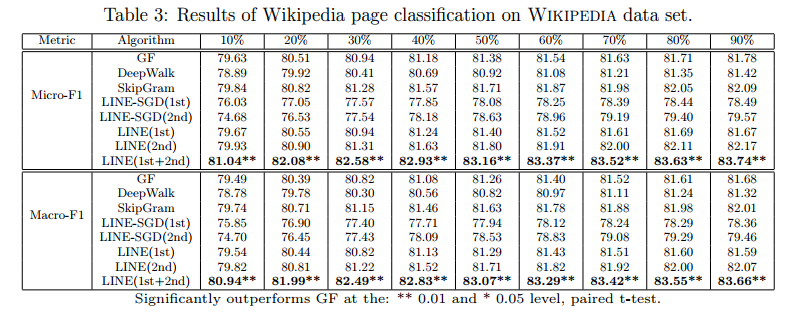 Table 3: Results of Wikipedia page classification on WIKIPEDIA data set.
Metric Algorithm 10% 20% 30% 40% 50% 60% 70% 80% 90%
GF 79.63 80.51 80.94 81.18 81.38 81.54 81.63 81.71 81.78
DeepWalk 78.89 79.92 80.41 80.69 80.92 81.08 81.21 81.35 81.42
SkipGram 79.84 80.82 81.28 81.57 81.71 81.87 81.98 82.05 82.09
Micro-F1 LINE-SGD(1st) 76.03 77.05 77.57 77.85 78.08 78.25 78.39 78.44 78.49
LINE-SGD(2nd) 74.68 76.53 77.54 78.18 78.63 78.96 79.19 79.40 79.57
LINE(1st) 79.67 80.55 80.94 81.24 81.40 81.52 81.61 81.69 81.67
LINE(2nd) 79.93 80.90 81.31 81.63 81.80 81.91 82.00 82.11 82.17
LINE(1st+2nd) 81.04** 82.08** 82.58** 82.93** 83.16** 83.37** 83.52** 83.63** 83.74**
GF 79.49 80.39 80.82 81.08 81.26 81.40 81.52 81.61 81.68
DeepWalk 78.78 79.78 80.30 80.56 80.82 80.97 81.11 81.24 81.32
SkipGram 79.74 80.71 81.15 81.46 81.63 81.78 81.88 81.98 82.01
Macro-F1 LINE-SGD(1st) 75.85 76.90 77.40 77.71 77.94 78.12 78.24 78.29 78.36
LINE-SGD(2nd) 74.70 76.45 77.43 78.09 78.53 78.83 79.08 79.29 79.46
LINE(1st) 79.54 80.44 80.82 81.13 81.29 81.43 81.51 81.60 81.59
LINE(2nd) 79.82 80.81 81.22 81.52 81.71 81.82 81.92 82.00 82.07
LINE(1st+2nd) 80.94** 81.99** 82.49** 82.83** 83.07** 83.29** 83.42** 83.55** 83.66**
Significantly outperforms GF at the: ** 0.01 and * 0.05 level, paired t-test.